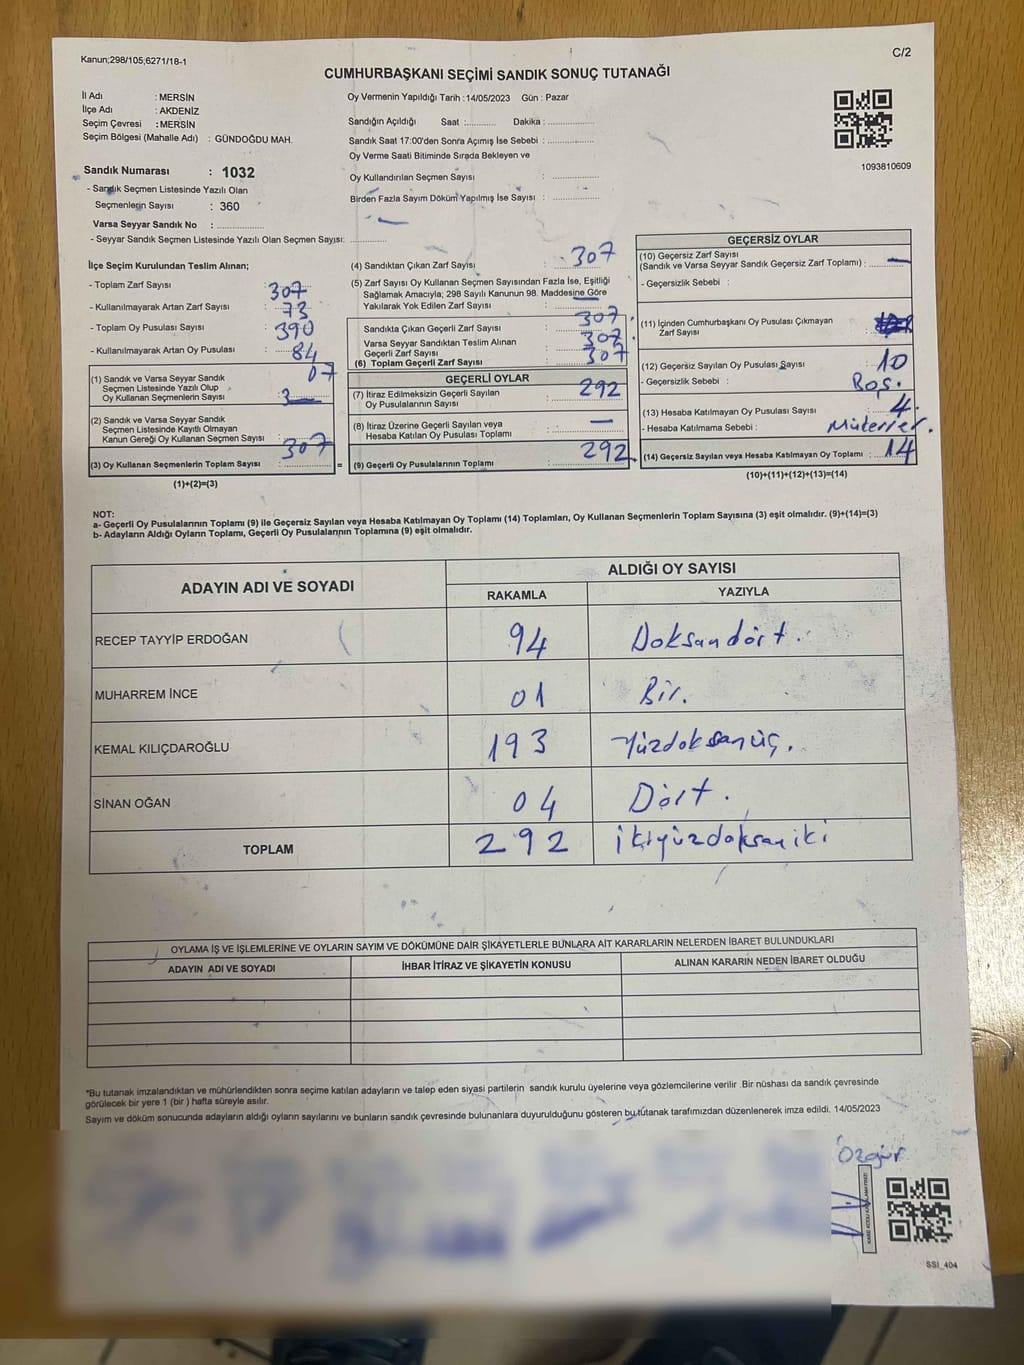 Kanun;298/105;6271/18-1
C/2
CUMHURBAŞKANI SEÇİMİ SANDIK SONUÇ TUTANAĞI
İl Adı : MERSİN
İlçe Adı : AKDENİZ
Seçim Çevresi : MERSİN
Seçim Bölgesi (Mahalle Adı) : GÜNDOĞDU MAH.
Sandık Numarası : 1032
- Sandık Seçmen Listesinde Yazılı Olan
Seçmenlerin Sayısı : 360
Varsa Seyyar Sandık No :
- Seyyar Sandık Seçmen Listesinde Yazılı Olan Seçmen Sayısı:
Oy Vermenin Yapıldığı Tarih : 14/05/2023 Gün : Pazar
Sandığın Açıldığı Saat : Dakika :
Sandık Saat 17:00'den Sonra Açımış İse Sebebi :
Oy Verme Saati Bitiminde Sırada Bekleyen ve
Oy Kullandırılan Seçmen Sayısı :
Birden Fazla Sayım Döküm Yapılmış İse Sayısı :
1093810609
İlçe Seçim Kurulundan Teslim Alınan;
- Toplam Zarf Sayısı : 307
- Kullanılmayarak Artan Zarf Sayısı : 73
- Toplam Oy Pusulası Sayısı : 390
- Kullanılmayarak Artan Oy Pusulası : 84
(1) Sandık ve Varsa Seyyar Sandık
Seçmen Listesinde Yazılı Olup
Oy Kullanan Seçmenlerin Sayısı : 307
(2) Sandık ve Varsa Seyyar Sandık
Seçmen Listesinde Kayıtlı Olmayan
Kanun Gereği Oy Kullanan Seçmen Sayısı :
(3) Oy Kullanan Seçmenlerin Toplam Sayısı : 307 =
(1)+(2)=(3)
(4) Sandıktan Çıkan Zarf Sayısı : 307
(5) Zarf Sayısı Oy Kullanan Seçmen Sayısından Fazla İse, Eşitliği
Sağlamak Amacıyla; 298 Sayılı Kanunun 98. Maddesine Göre
Yakılarak Yok Edilen Zarf Sayısı : —
Sandıkta Çıkan Geçerli Zarf Sayısı : 307
Varsa Seyyar Sandıktan Teslim Alınan
Geçerli Zarf Sayısı : 307
(6) Toplam Geçerli Zarf Sayısı : 307
GEÇERLİ OYLAR
(7) İtiraz Edilmeksizin Geçerli Sayılan
Oy Pusulalarının Sayısı : 292
(8) İtiraz Üzerine Geçerli Sayılan veya
Hesaba Katılan Oy Pusulası Toplamı : —
(9) Geçerli Oy Pusulalarının Toplamı : 292
GEÇERSİZ OYLAR
(10) Geçersiz Zarf Sayısı
(Sandık ve Varsa Seyyar Sandık Geçersiz Zarf Toplamı) : —
- Geçersizlik Sebebi :
(11) İçinden Cumhurbaşkanı Oy Pusulası Çıkmayan
Zarf Sayısı :
(12) Geçersiz Sayılan Oy Pusulası Sayısı : 10
- Geçersizlik Sebebi : Boş.
(13) Hesaba Katılmayan Oy Pusulası Sayısı : 4.
- Hesaba Katılmama Sebebi :
(14) Geçersiz Sayılan veya Hesaba Katılmayan Oy Toplamı : 14
(10)+(11)+(12)+(13)=(14)
NOT:
a- Geçerli Oy Pusulalarının Toplamı (9) ile Geçersiz Sayılan veya Hesaba Katılmayan Oy Toplamı (14) Toplamları, Oy Kullanan Seçmenlerin Toplam Sayısına (3) eşit olmalıdır. (9)+(14)=(3)
b- Adayların Aldığı Oyların Toplamı, Geçerli Oy Pusulalarının Toplamına (9) eşit olmalıdır.
ADAYIN ADI VE SOYADI
ALDIĞI OY SAYISI
RAKAMLA YAZIYLA
RECEP TAYYİP ERDOĞAN 94 Doksandört.
MUHARREM İNCE 01 Bir.
KEMAL KILIÇDAROĞLU 193 Yüzdoksanüç.
SİNAN OĞAN 04 Dört.
TOPLAM 292 ikiyüzdoksaniki
OYLAMA İŞ VE İŞLEMLERİNE VE OYLARIN SAYIM VE DÖKÜMÜNE DAİR ŞİKAYETLERLE BUNLARA AİT KARARLARIN NELERDEN İBARET BULUNDUKLARI
ADAYIN ADI VE SOYADI
İHBAR İTİRAZ VE ŞİKAYETİN KONUSU
ALINAN KARARIN NEDEN İBARET OLDUĞU
*Bu tutanak imzalandıktan ve mühürlendikten sonra seçime katılan adayların ve talep eden siyasi partilerin sandık kurulu üyelerine veya gözlemcilerine verilir .Bir nüshası da sandık çevresinde
görülecek bir yere 1 (bir ) hafta süreyle asılır.
Sayım ve döküm sonucunda adayların aldığı oyların sayılarını ve bunların sandık çevresinde bulunanlara duyurulduğunu gösteren bu tutanak tarafımızdan düzenlenerek imza edildi. 14/05/2023
Özgür
SSI_404